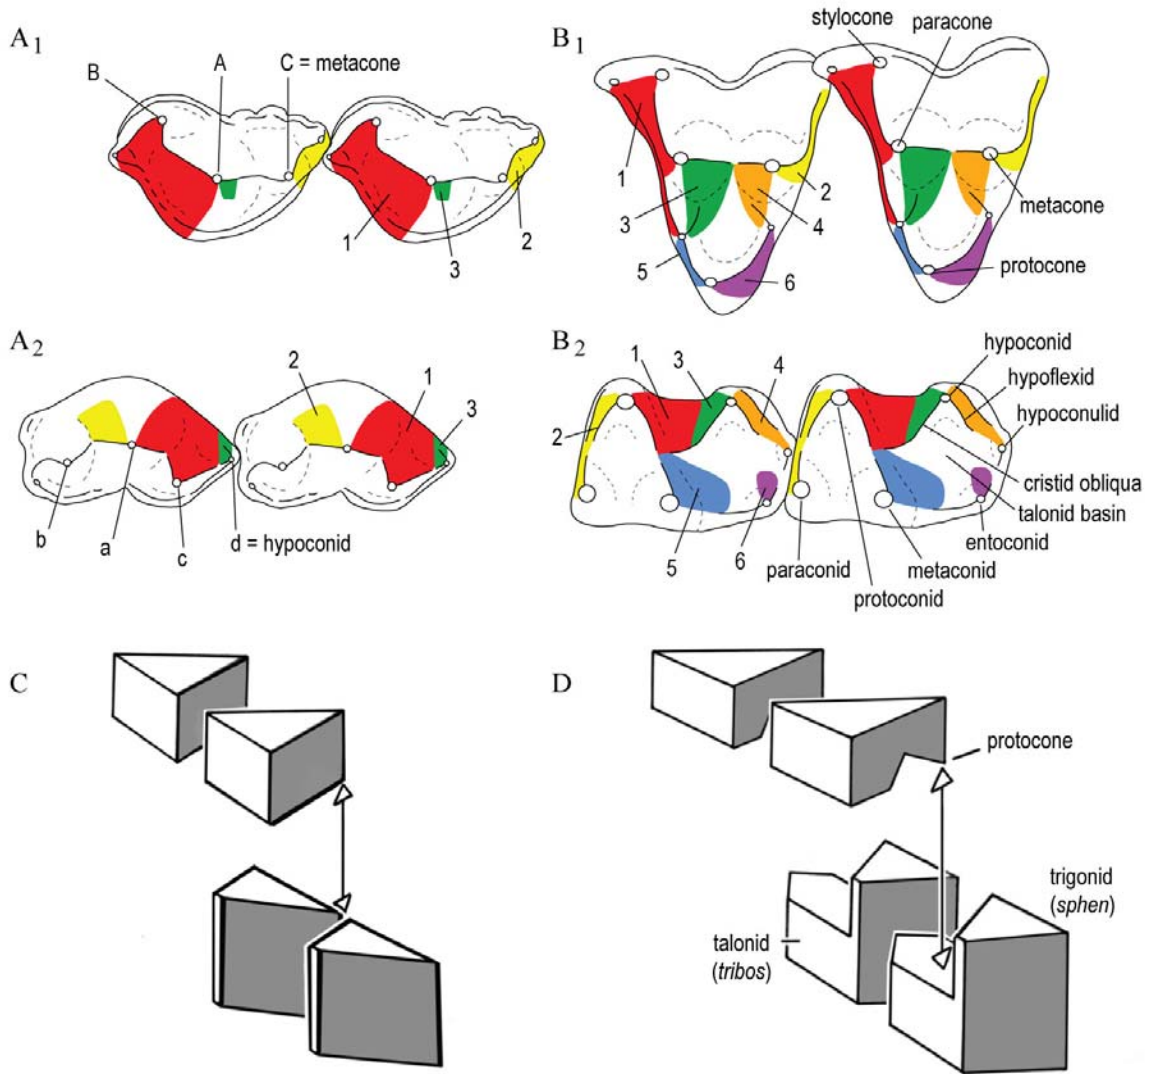 A1
B
A
C = metacone
1
3
2
B1
stylocone
paracone
1
3
5
2
4
6
metacone
protocone
A2
2
1
3
b
a
c
d = hypoconid
B2
1
3
4
2
5
6
hypoconid
hypoflexid
hypoconulid
cristid obliqua
talonid basin
entoconid
metaconid
protoconid
paraconid
C
D
protocone
trigonid
(sphen)
talonid
(tribos)